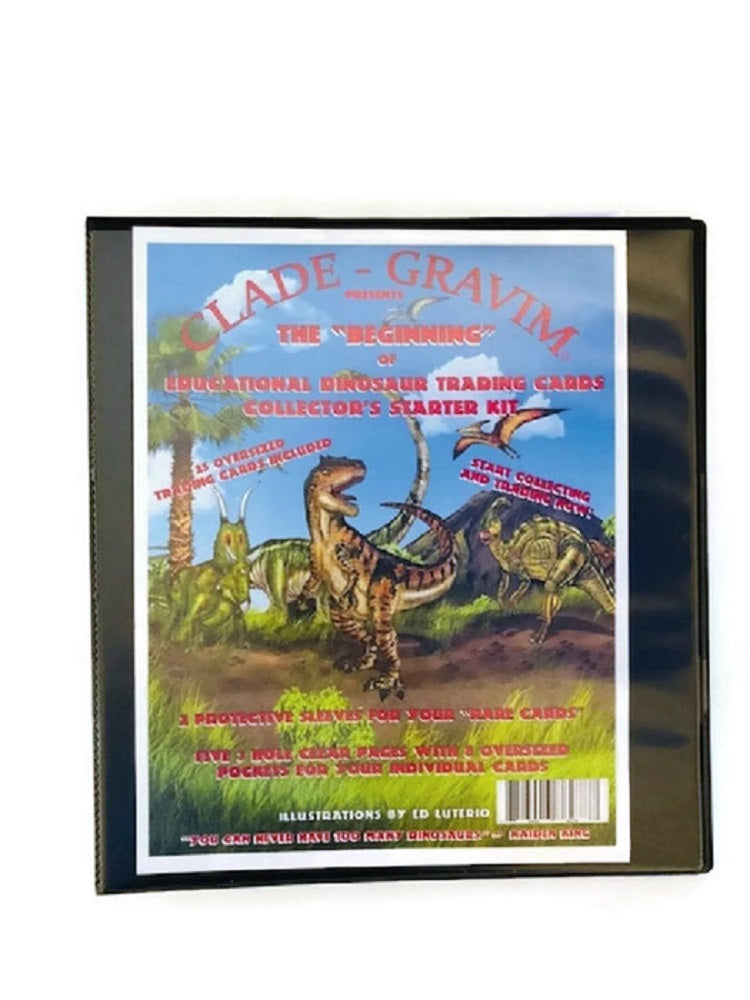 CLADE - GRAVIM
PRESENTS
THE "BEGINNING"
OF
EDUCATIONAL DINOSAUR TRADING CARDS
COLLECTOR'S STARTER KIT
25 OVERSIZED
TRADING CARDS INCLUDED
START COLLECTING
AND TRADING NOW!
2 PROTECTIVE SLEEVES FOR YOUR "RARE CARDS"
FIVE 3 HOLE CLEAR PAGES WITH OVERSIZED
POCKETS FOR YOUR INDIVIDUAL CARDS
ILLUSTRATIONS BY ED LUTERIO
"YOU CAN NEVER HAVE TOO MANY DINOSAURS" - KAIDEN KING